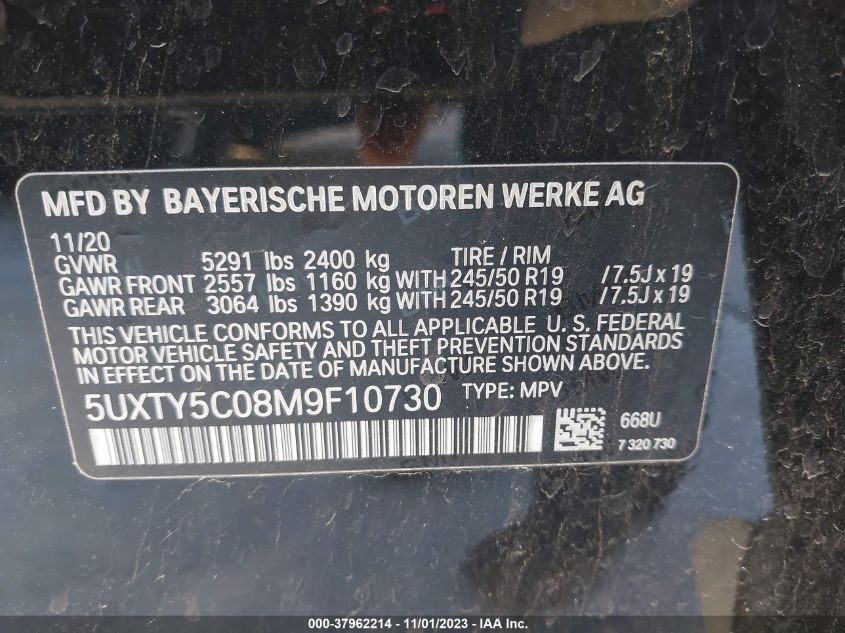 MFD BY BAYERISCHE MOTOREN WERKE AG
11/20
GVWR 5291 lbs 2400 kg TIRE / RIM
GAWR FRONT 2557 lbs 1160 kg WITH 245/50 R19 /7.5J x 19
GAWR REAR 3064 lbs 1390 kg WITH 245/50 R19 /7.5J x 19
THIS VEHICLE CONFORMS TO ALL APPLICABLE U. S. FEDERAL
MOTOR VEHICLE SAFETY AND THEFT PREVENTION STANDARDS
IN EFFECT ON THE DATE OF MANUFACTURE SHOWN ABOVE.
5UXTY5C08M9F10730 TYPE: MPV
668U
7 320 730
000-37962214 - 11/01/2023 - IAA Inc.